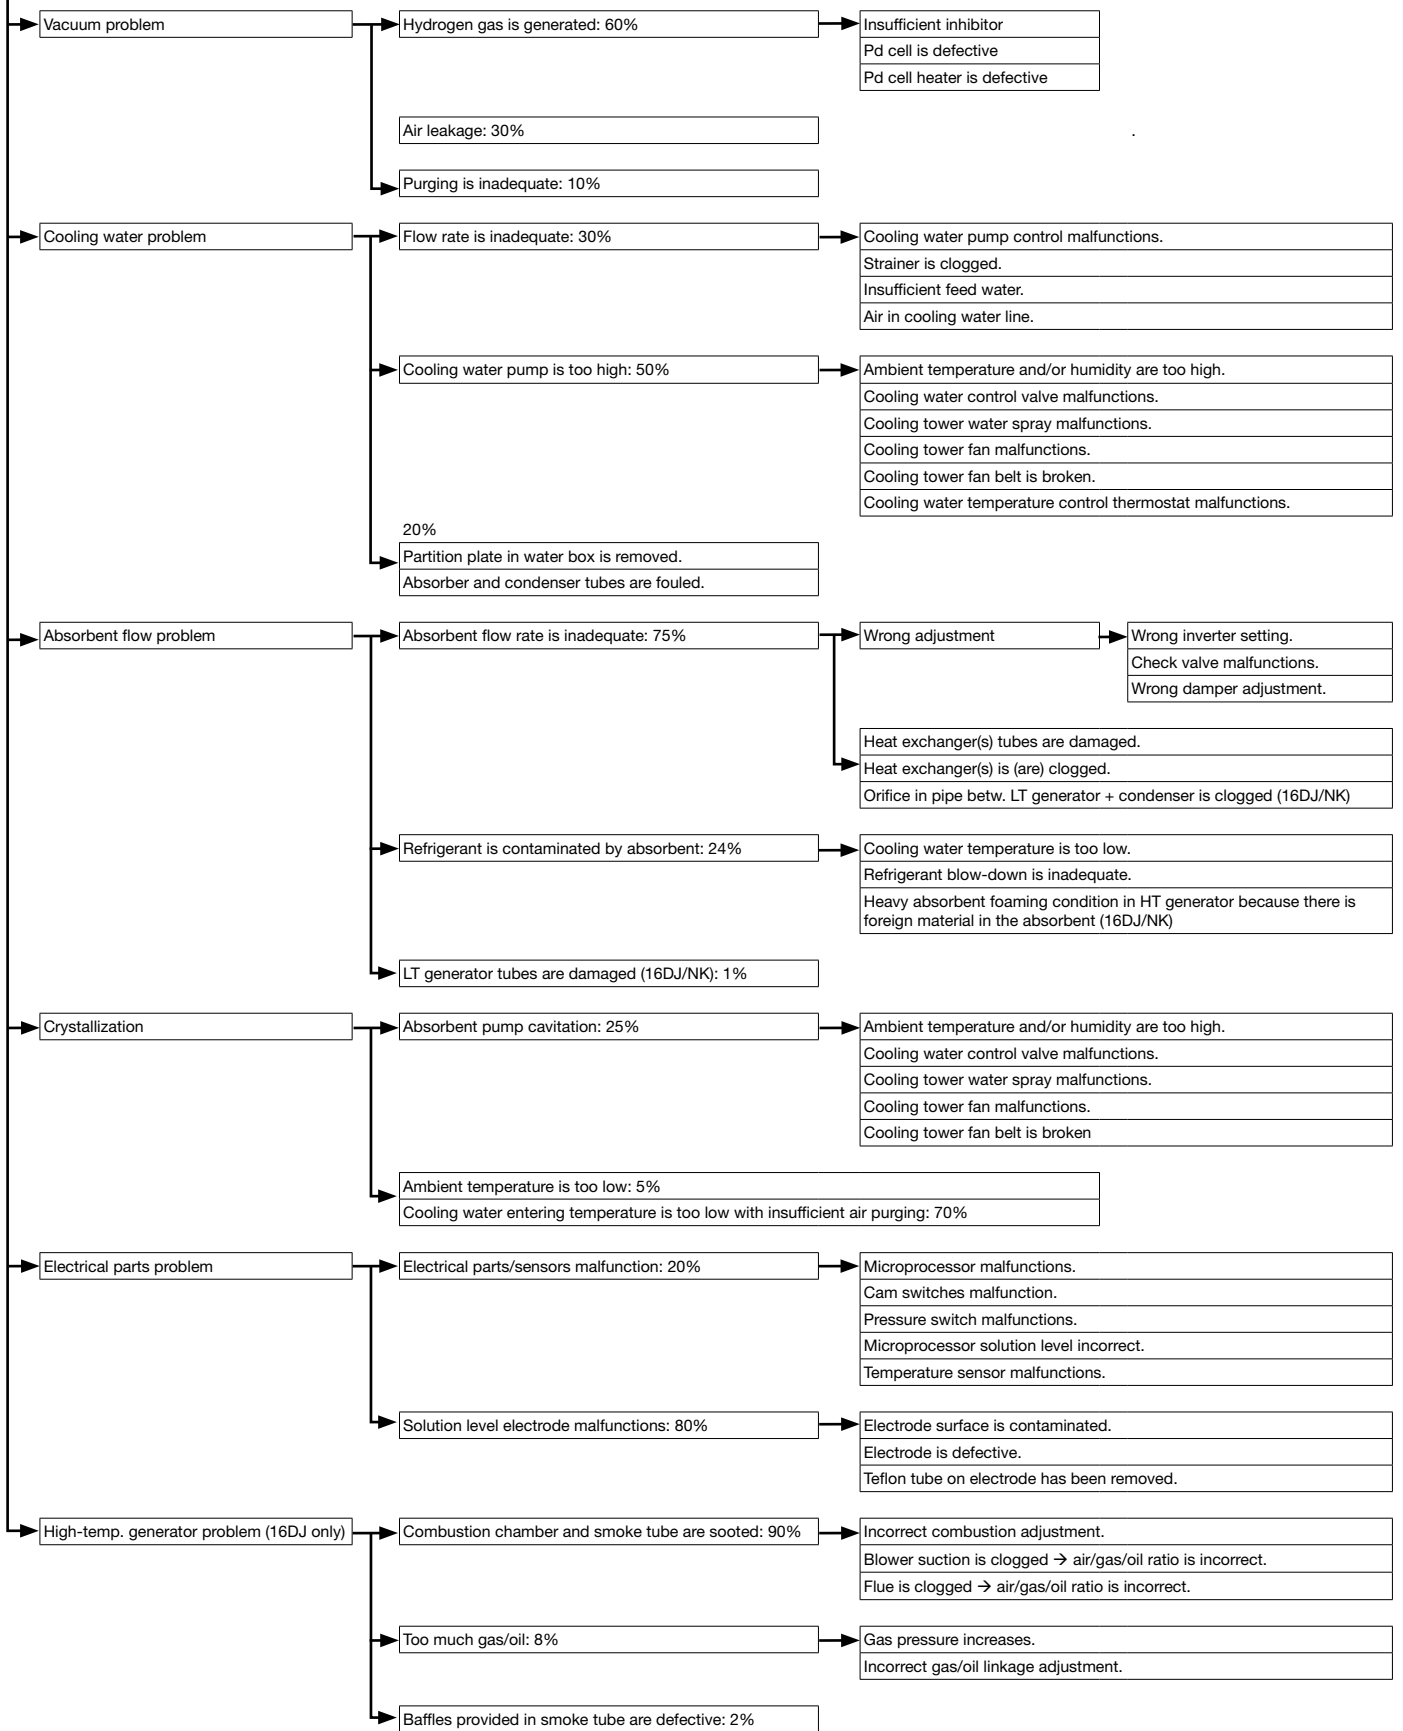 Vacuum problem
Hydrogen gas is generated: 60%
Insufficient inhibitor
Pd cell is defective
Pd cell heater is defective
Air leakage: 30%
.
Purging is inadequate: 10%
Cooling water problem
Flow rate is inadequate: 30%
Cooling water pump control malfunctions.
Strainer is clogged.
Insufficient feed water.
Air in cooling water line.
Cooling water pump is too high: 50%
Ambient temperature and/or humidity are too high.
Cooling water control valve malfunctions.
Cooling tower water spray malfunctions.
Cooling tower fan malfunctions.
Cooling tower fan belt is broken.
Cooling water temperature control thermostat malfunctions.
20%
Partition plate in water box is removed.
Absorber and condenser tubes are fouled.
Absorbent flow problem
Absorbent flow rate is inadequate: 75%
Wrong adjustment
Wrong inverter setting.
Check valve malfunctions.
Wrong damper adjustment.
Heat exchanger(s) tubes are damaged.
Heat exchanger(s) is (are) clogged.
Orifice in pipe betw. LT generator + condenser is clogged (16DJ/NK)
Refrigerant is contaminated by absorbent: 24%
Cooling water temperature is too low.
Refrigerant blow-down is inadequate.
Heavy absorbent foaming condition in HT generator because there is
foreign material in the absorbent (16DJ/NK)
LT generator tubes are damaged (16DJ/NK): 1%
Crystallization
Absorbent pump cavitation: 25%
Ambient temperature and/or humidity are too high.
Cooling water control valve malfunctions.
Cooling tower water spray malfunctions.
Cooling tower fan malfunctions.
Cooling tower fan belt is broken
Ambient temperature is too low: 5%
Cooling water entering temperature is too low with insufficient air purging: 70%
Electrical parts problem
Electrical parts/sensors malfunction: 20%
Microprocessor malfunctions.
Cam switches malfunction.
Pressure switch malfunctions.
Microprocessor solution level incorrect.
Temperature sensor malfunctions.
Solution level electrode malfunctions: 80%
Electrode surface is contaminated.
Electrode is defective.
Teflon tube on electrode has been removed.
High-temp. generator problem (16DJ only)
Combustion chamber and smoke tube are sooted: 90%
Incorrect combustion adjustment.
Blower suction is clogged → air/gas/oil ratio is incorrect.
Flue is clogged → air/gas/oil ratio is incorrect.
Too much gas/oil: 8%
Gas pressure increases.
Incorrect gas/oil linkage adjustment.
Baffles provided in smoke tube are defective: 2%